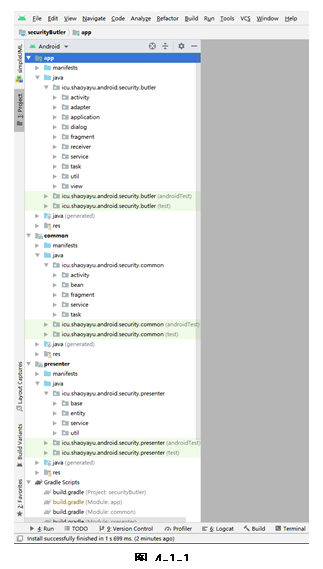 File Edit View Navigate Code Analyze Refactor Build Run Tools VCS Window Help
securityButler app
Android
app
manifests
java
icu.shaoyayu.android.security.butler
activity
adapter
application
dialog
fragment
receiver
service
task
util
view
icu.shaoyayu.android.security.butler (androidTest)
icu.shaoyayu.android.security.butler (test)
java (generated)
res
common
manifests
java
icu.shaoyayu.android.security.common
activity
bean
fragment
service
task
icu.shaoyayu.android.security.common (androidTest)
icu.shaoyayu.android.security.common (test)
java (generated)
res
presenter
manifests
java
icu.shaoyayu.android.security.presenter
base
entity
service
util
icu.shaoyayu.android.security.presenter (androidTest)
icu.shaoyayu.android.security.presenter (test)
java (generated)
res
Gradle Scripts
build.gradle (Project: securityButler)
build.gradle (Module: app)
build.gradle (Module: common)
build.gradle (Module: presenter)
simpleUML
1: Project
Layout Captures
Build Variants
2: Favorites
4: Run TODO 9: Version Control Profiler 6: Logcat Build Terminal
Install successfully finished in 1 s 699 ms. (2 minutes ago)
图 4-1-1